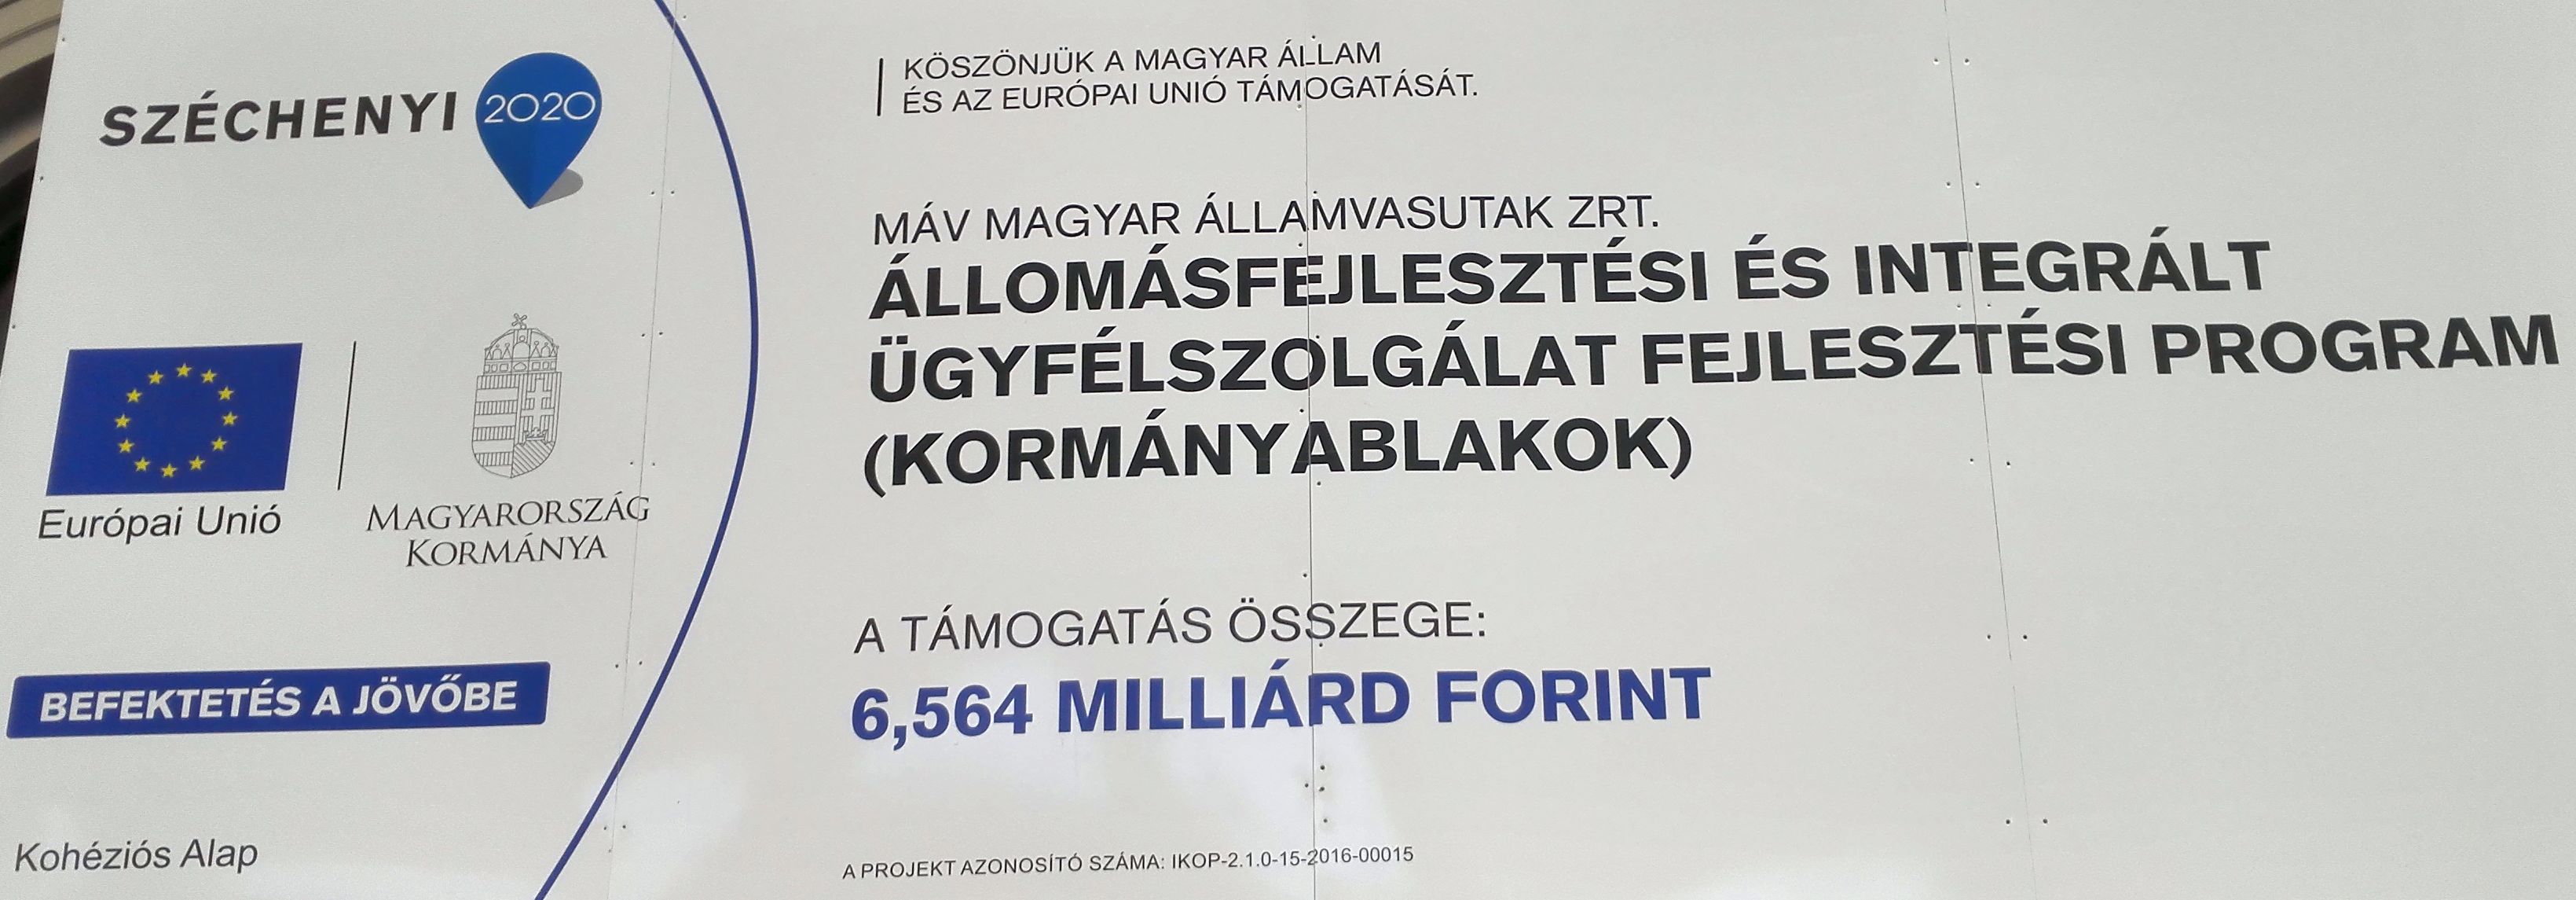 SZÉCHENYI 2020
Európai Unió
MAGYARORSZÁG
KORMÁNYA
BEFEKTETÉS A JÖVŐBE
Kohéziós Alap
KÖSZÖNJÜK A MAGYAR ÁLLAM
ÉS AZ EURÓPAI UNIÓ TÁMOGATÁSÁT.
MÁV MAGYAR ÁLLAMVASUTAK ZRT.
ÁLLOMÁSFEJLESZTÉSI ÉS INTEGRÁLT
ÜGYFÉLSZOLGÁLAT FEJLESZTÉSI PROGRAM
(KORMÁNYABLAKOK)
A TÁMOGATÁS ÖSSZEGE:
6,564 MILLIÁRD FORINT
A PROJEKT AZONOSÍTÓ SZÁMA: IKOP-2.1.0-15-2016-00015